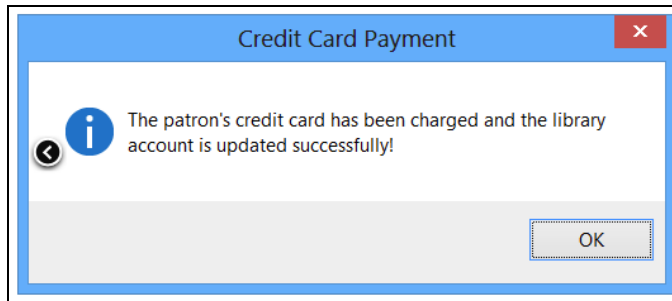 Credit Card Payment
The patron's credit card has been charged and the library
account is updated successfully!
OK